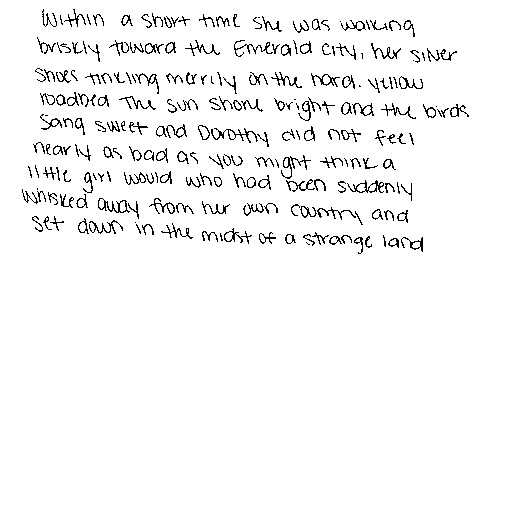 Within a short time she was walking
briskly toward the Emerald City, her silver
shoes tinkling merrily on the hard, yellow
roadbed The sun shone bright and the birds
sang sweet and Dorothy did not feel
nearly as bad as you might think a
little girl would who had been suddenly
whisked away from her own country and
set down in the midst of a strange land